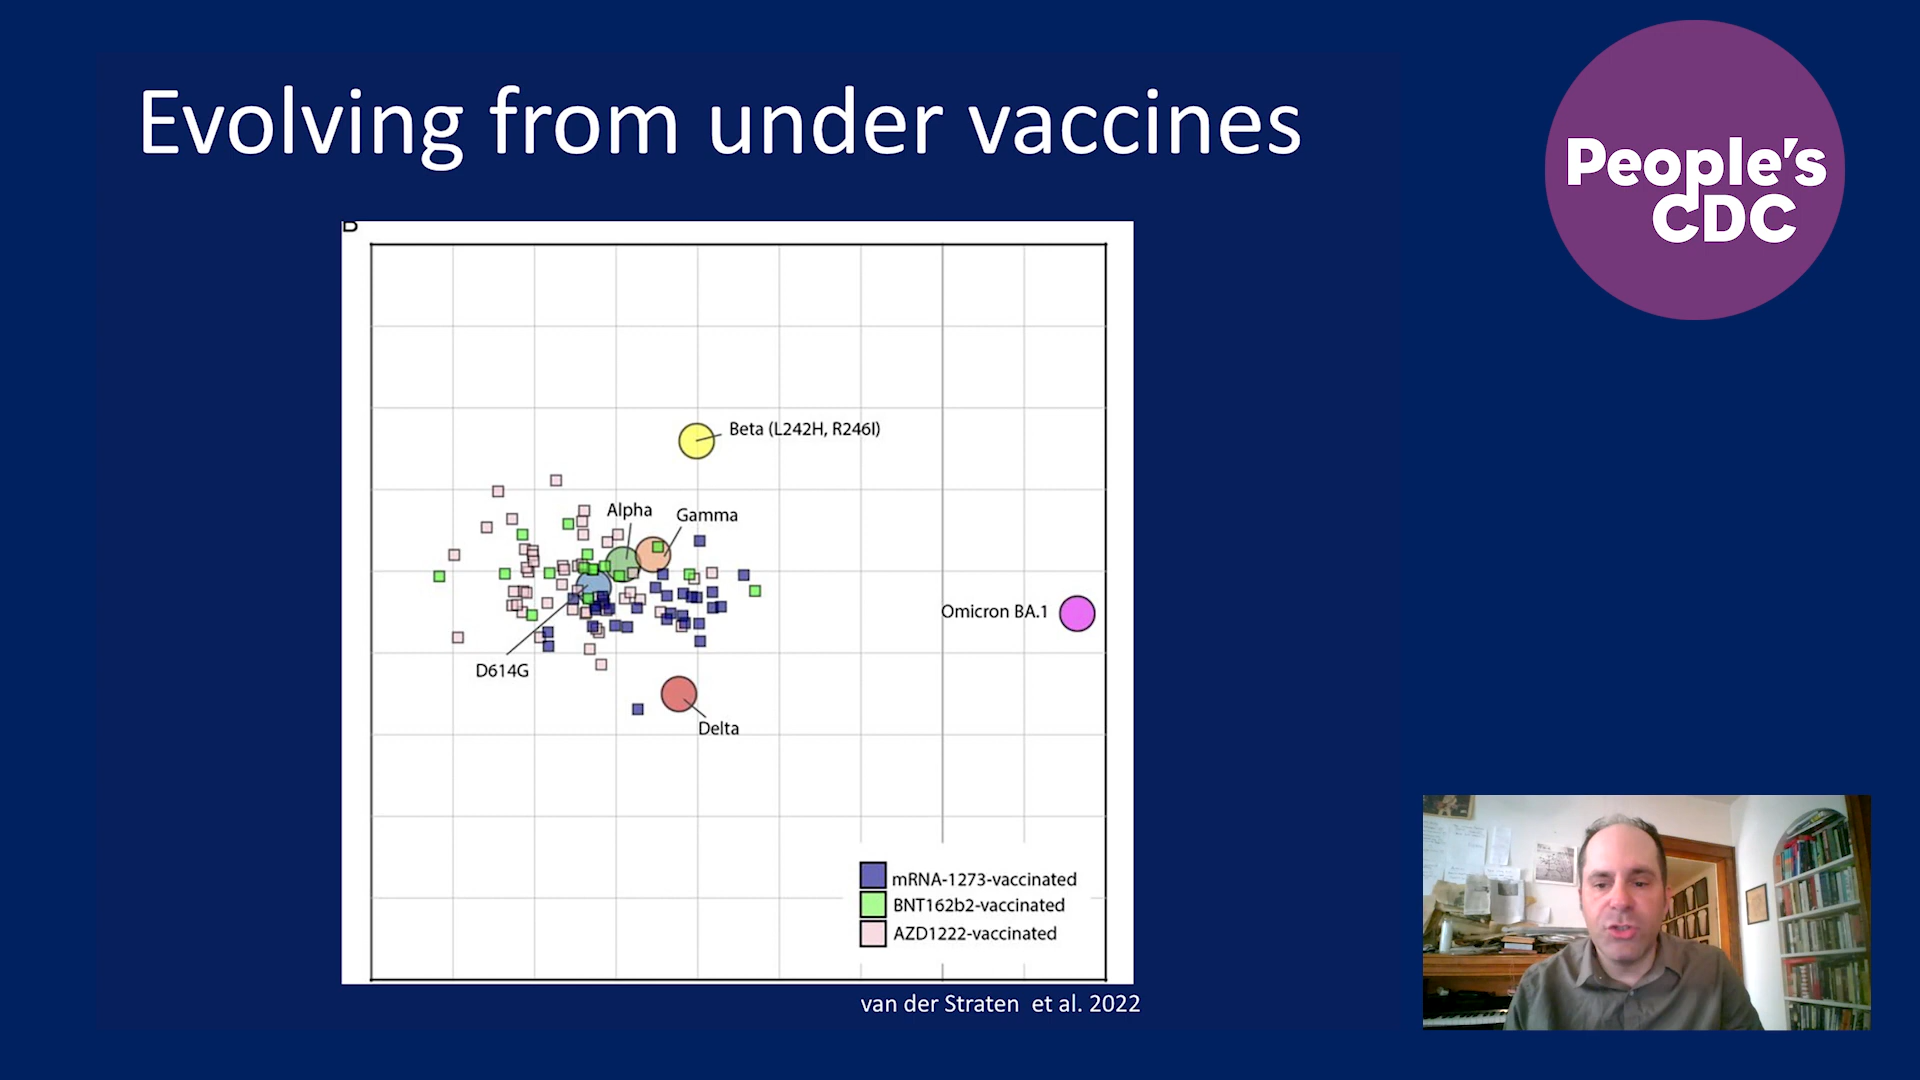 Evolving from under vaccines
People's
CDC
B
Beta (L242H, R246I)
Alpha
Gamma
Omicron BA.1
D614G
Delta
mRNA-1273-vaccinated
BNT162b2-vaccinated
AZD1222-vaccinated
van der Straten et al. 2022